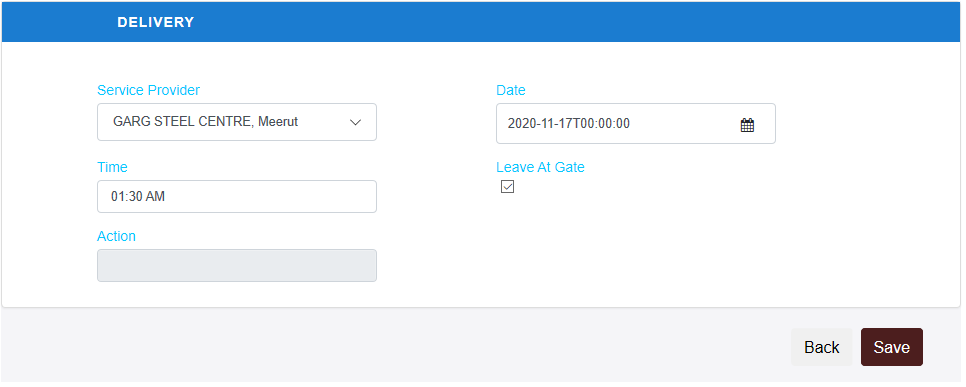 DELIVERY
Service Provider
Date
GARG STEEL CENTRE, Meerut
2020-11-17T00:00:00
Time
Leave At Gate
01:30 AM
Action
Back
Save